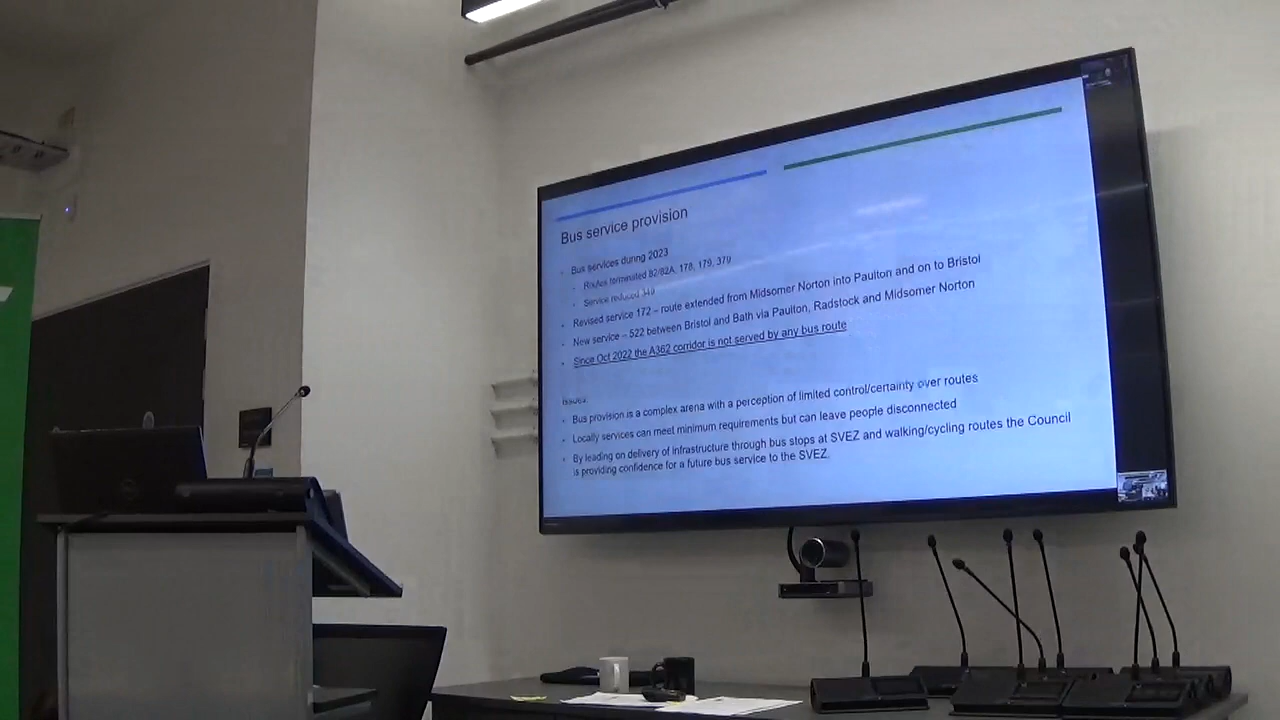 Bus service provision
Bus services during 2023
Routes terminated 82/82A, 178, 179, 379
Service reduced 349
Revised service 172 – route extended from Midsomer Norton into Paulton and on to Bristol
New service – 522 between Bristol and Bath via Paulton, Radstock and Midsomer Norton
Since Oct 2022 the A362 corridor is not served by any bus route
Issues:
Bus provision is a complex arena with a perception of limited control/certainty over routes
Locally services can meet minimum requirements but can leave people disconnected
By leading on delivery of infrastructure through bus stops at SVEZ and walking/cycling routes the Council
is providing confidence for a future bus service to the SVEZ.